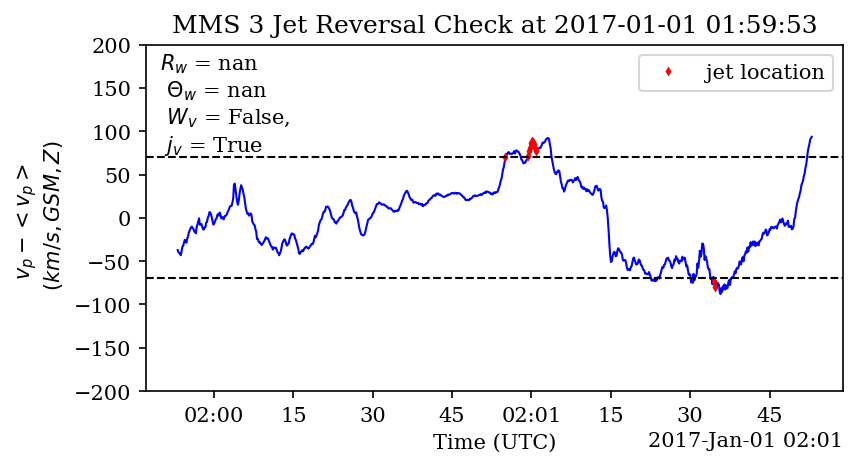 MMS 3 Jet Reversal Check at 2017-01-01 01:59:53
R_w = nan
Θ_w = nan
W_v = False,
j_v = True
jet location
v_p − <v_p>
(km/s, GSM, Z)
200
150
100
50
0
−50
−100
−150
−200
02:00 15 30 45 02:01 15 30 45
Time (UTC)
2017-Jan-01 02:01